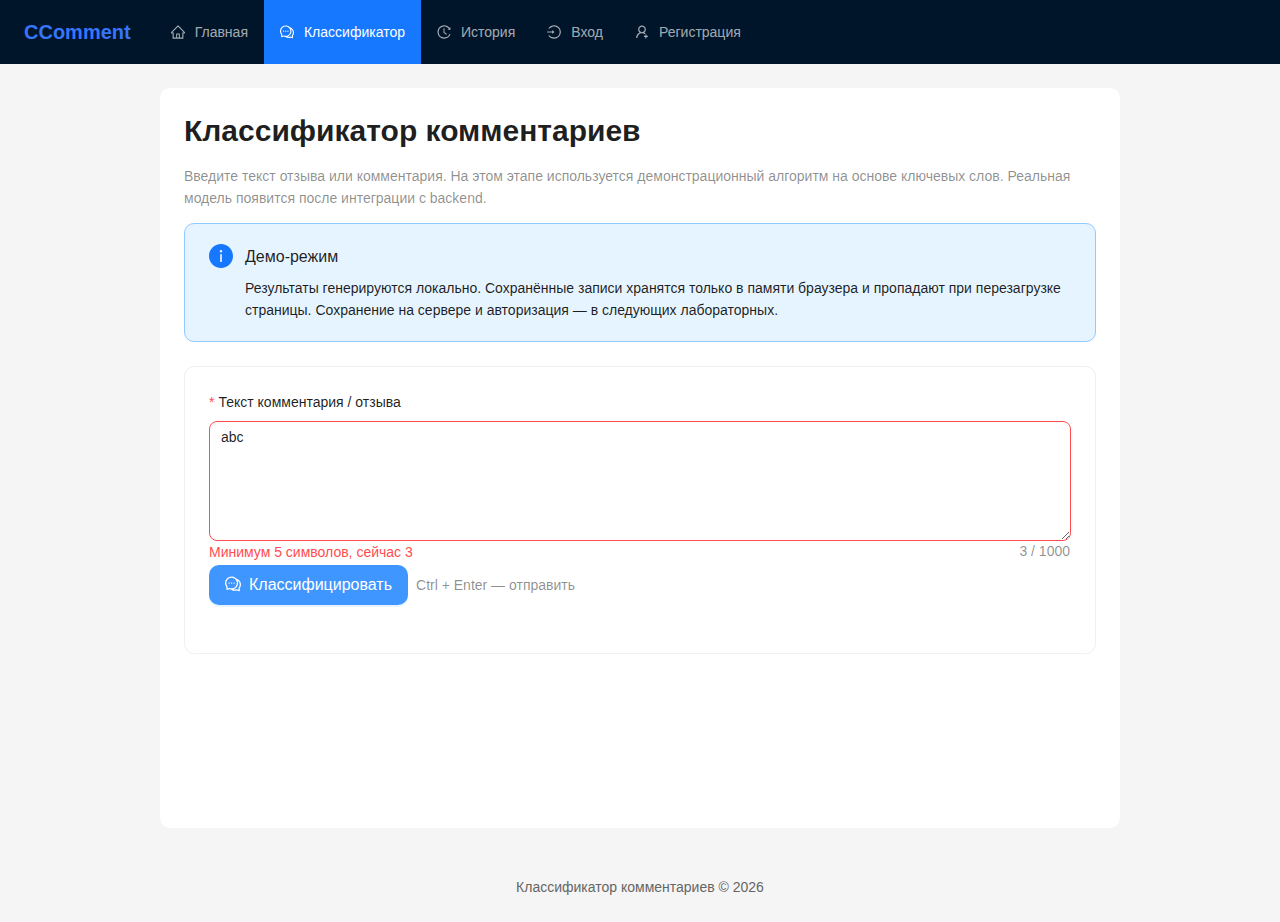 CComment
Главная
Классификатор
История
Вход
Регистрация
Классификатор комментариев
Введите текст отзыва или комментария. На этом этапе используется демонстрационный алгоритм на основе ключевых слов. Реальная
модель появится после интеграции с backend.
Демо-режим
Результаты генерируются локально. Сохранённые записи хранятся только в памяти браузера и пропадают при перезагрузке
страницы. Сохранение на сервере и авторизация — в следующих лабораторных.
* Текст комментария / отзыва
abc
Минимум 5 символов, сейчас 3
3 / 1000
Классифицировать
Ctrl + Enter — отправить
Классификатор комментариев © 2026